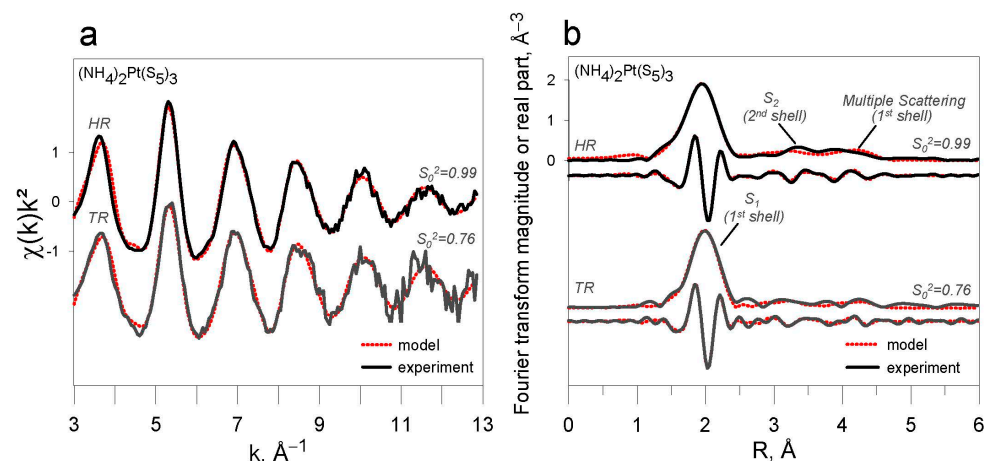 a
(NH4)2Pt(S5)3
HR
S0²=0.99
TR
S0²=0.76
1
0
-1
χ(k)k²
model
experiment
3 5 7 9 11 13
k, Å⁻¹
b
(NH4)2Pt(S5)3
S2
(2nd shell)
Multiple Scattering
(1st shell)
HR
S0²=0.99
S1
(1st shell)
TR
S0²=0.76
2
1
0
Fourier transform magnitude or real part, Å⁻³
model
experiment
0 1 2 3 4 5 6
R, Å